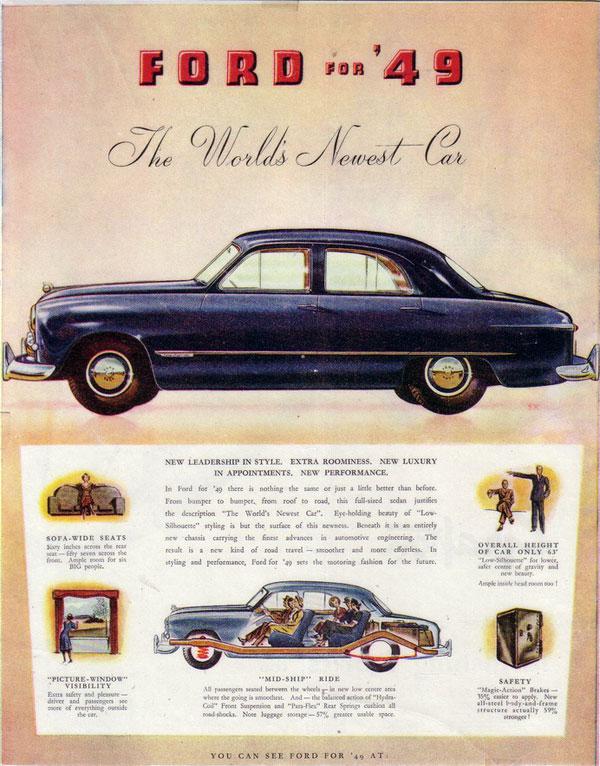 FORD FOR '49
The World's Newest Car
NEW LEADERSHIP IN STYLE. EXTRA ROOMINESS. NEW LUXURY
IN APPOINTMENTS. NEW PERFORMANCE.
In Ford for '49 there is nothing the same or just a little better than before.
From bumper to bumper, from roof to road, this full-sized sedan justifies
the description "The World's Newest Car". Eye-holding beauty of "Low-
Silhouette" styling is but the surface of this newness. Beneath it is an entirely
new chassis carrying the finest advances in automotive engineering. The
result is a new kind of road travel — smoother and more effortless. In
styling and performance, Ford for '49 sets the motoring fashion for the future.
SOFA-WIDE SEATS
Sixty inches across the rear
seat — fifty seven across the
front. Ample room for six
BIG people.
OVERALL HEIGHT
OF CAR ONLY 63"
"Low-Silhouette" for lower,
safer centre of gravity and
new beauty.
Ample inside head room too !
"PICTURE-WINDOW"
VISIBILITY
Extra safety and pleasure —
driver and passengers see
more of everything outside
the car.
"MID-SHIP" RIDE
All passengers seated between the wheels — in new low centre area
where the going is smoothest. And — the balanced action of "Hydra-
Coil" Front Suspension and "Para-Flex" Rear Springs cushion all
road-shocks. Note luggage storage — 57% greater usable space.
SAFETY
"Magic-Action" Brakes —
35% easier to apply. New
all-steel body-and-frame
structure actually 59%
stronger !
YOU CAN SEE FORD FOR '49 AT: